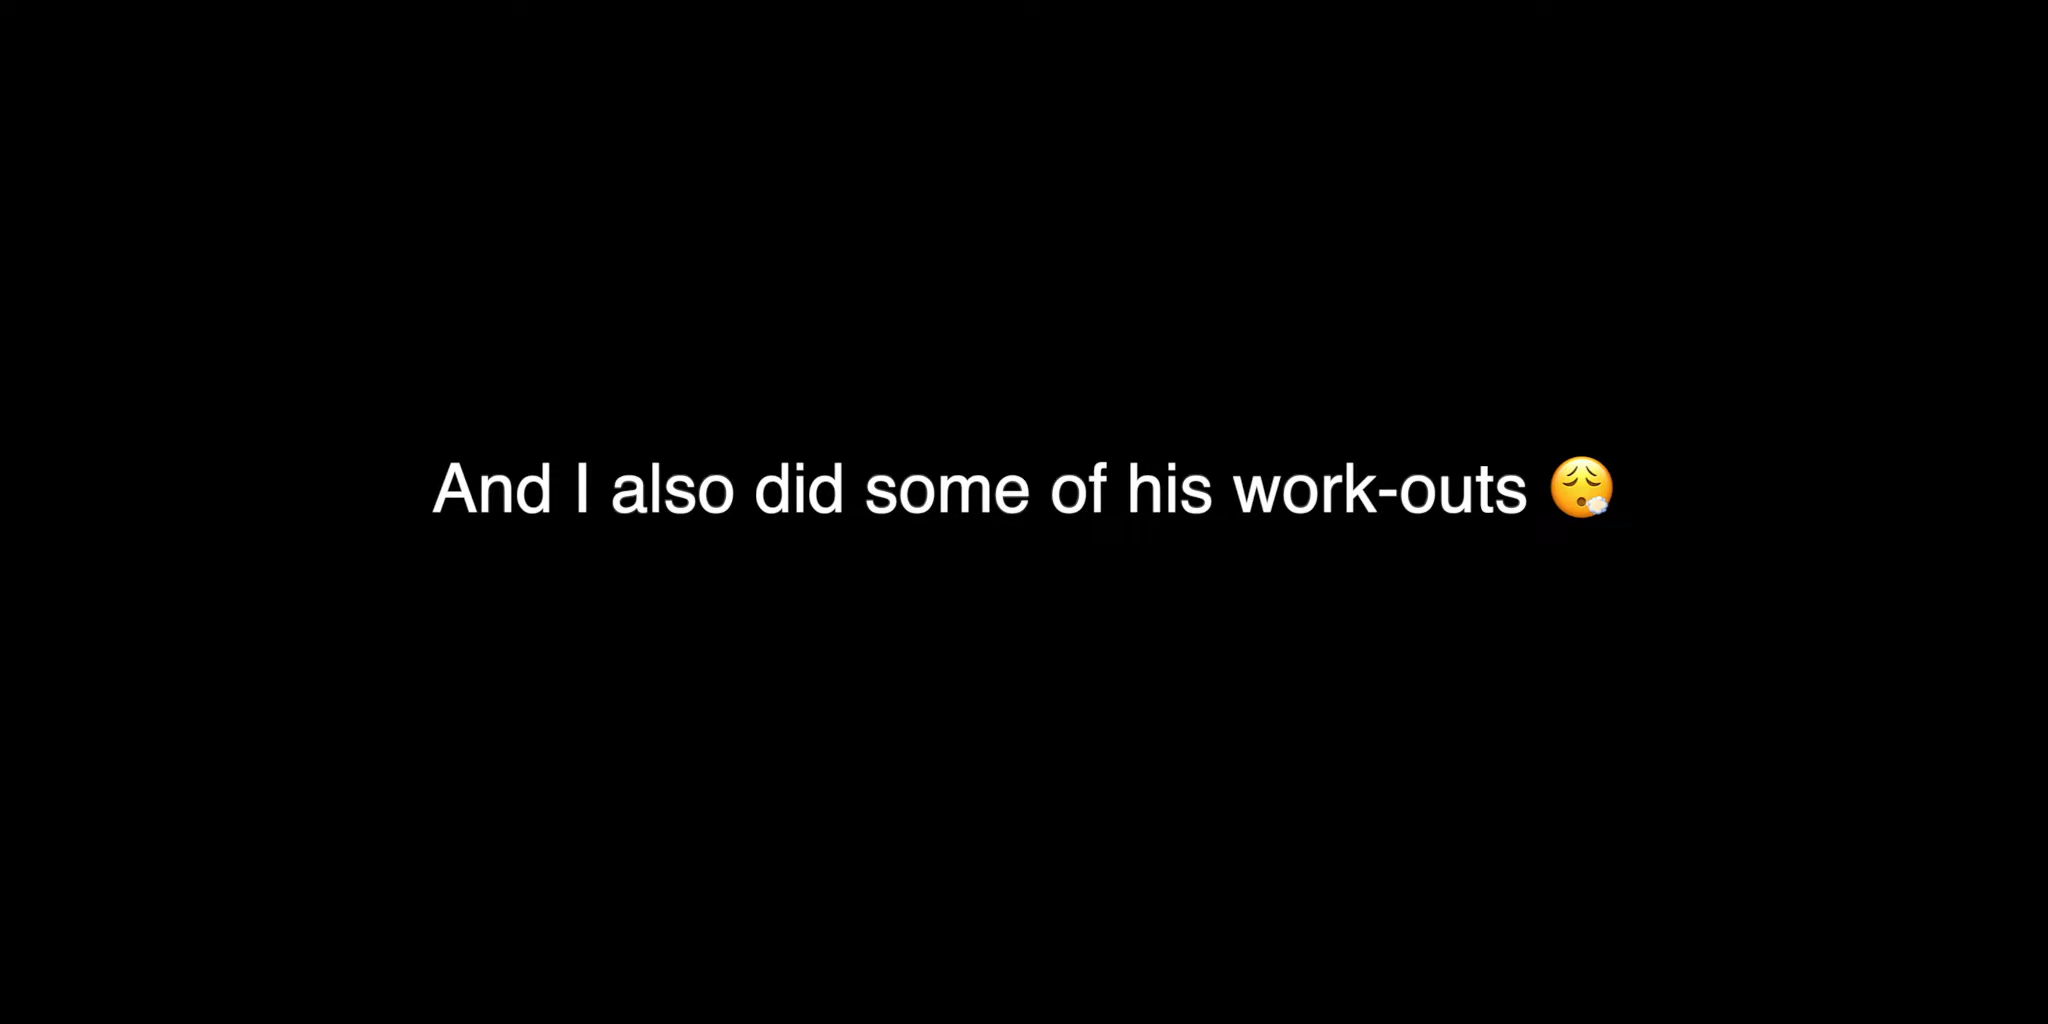 And I also did some of his work-outs 😮‍💨